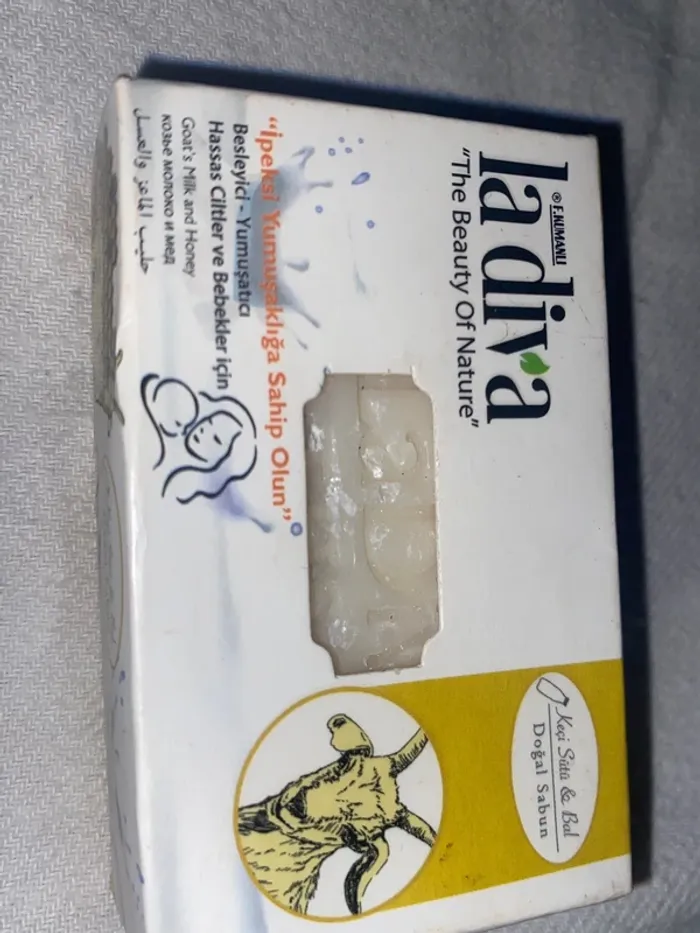 ® F.KUMANLI
la diva
"The Beauty Of Nature"
"İpeksi Yumuşaklığa Sahip Olun"
Besleyici - Yumuşatıcı
Hassas Ciltler ve Bebekler için
Goat's Milk and Honey
козье молоко и мед
حليب الماعز والعسل
Keçi Sütü & Bal
Doğal Sabun